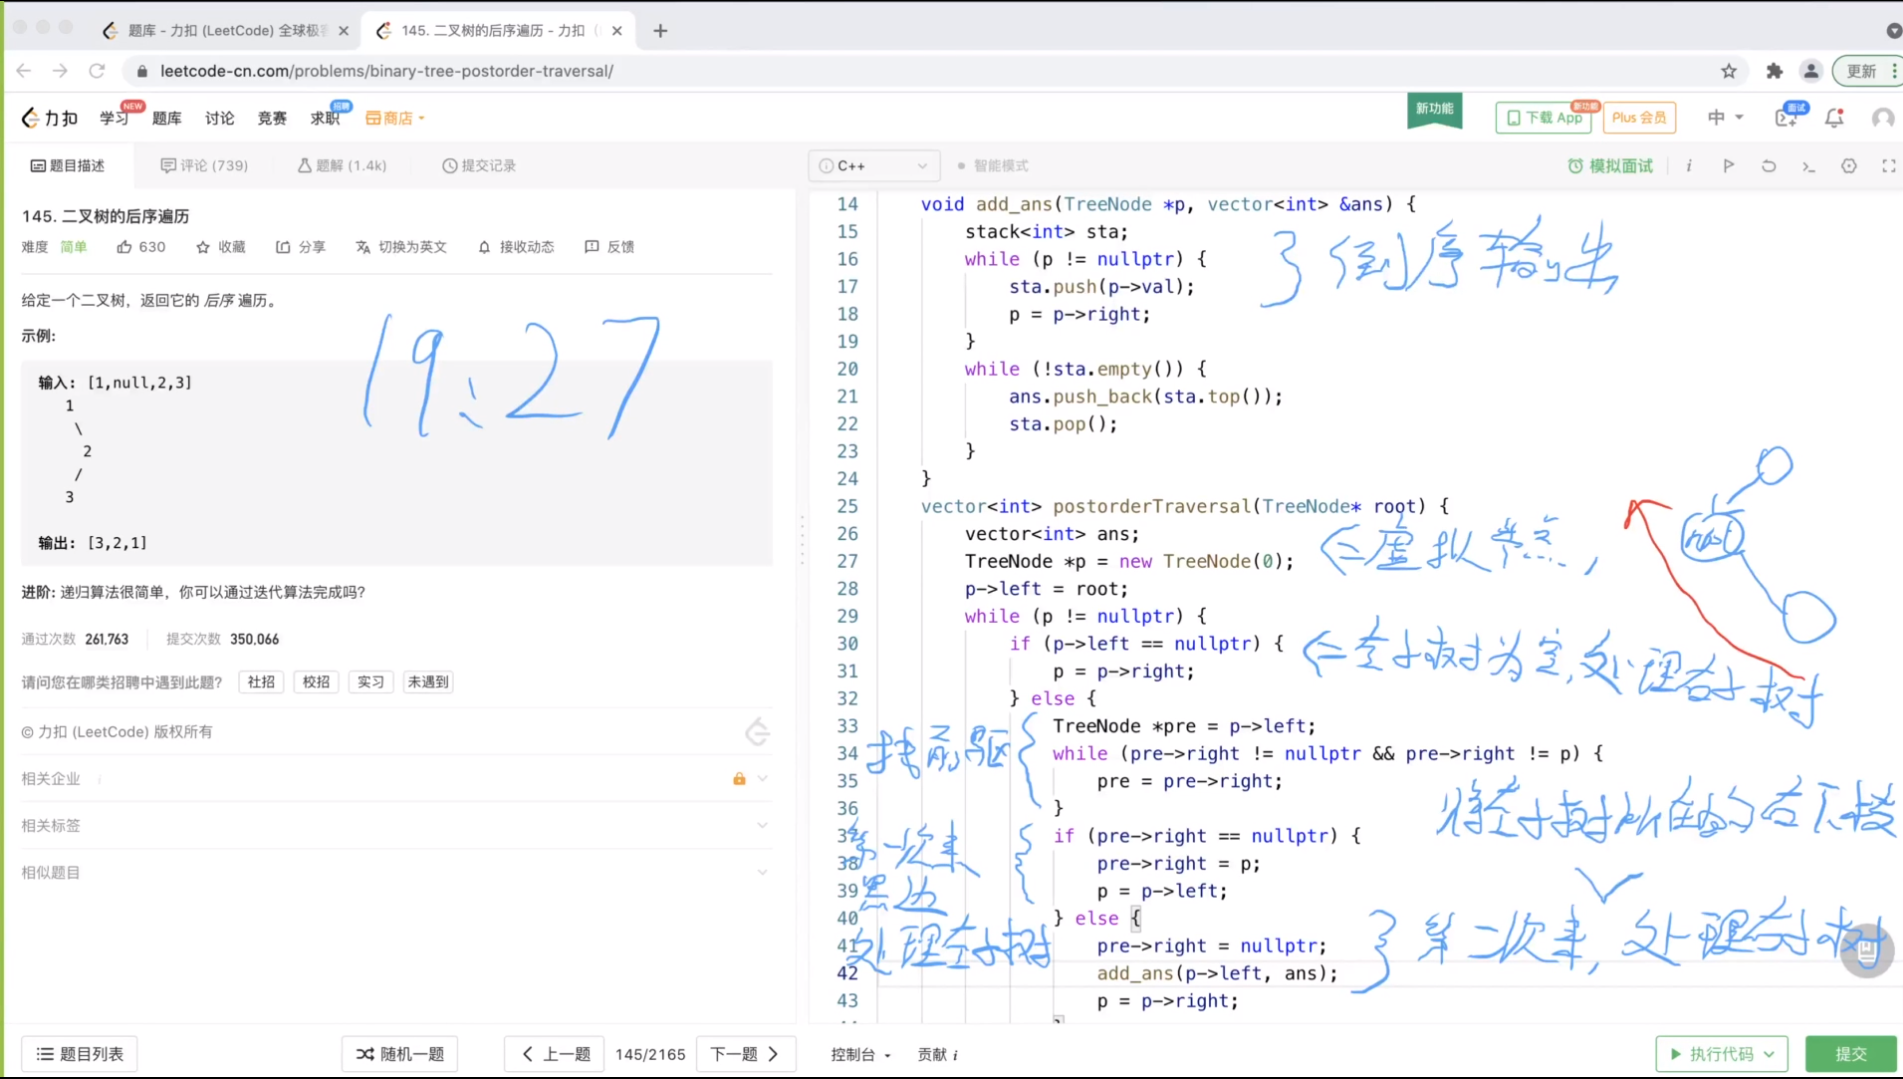 题库 - 力扣 (LeetCode) 全球极客
145. 二叉树的后序遍历 - 力扣 (
leetcode-cn.com/problems/binary-tree-postorder-traversal/
更新
力扣
学习
NEW
题库
讨论
竞赛
求职
招聘
商店
新功能
下载 App
新功能
Plus 会员
中
面试
题目描述
评论 (739)
题解 (1.4k)
提交记录
C++
智能模式
模拟面试
145. 二叉树的后序遍历
难度 简单 630 收藏 分享 切换为英文 接收动态 反馈
给定一个二叉树，返回它的 后序 遍历。
示例:
输入: [1,null,2,3]
1
\
2
/
3
输出: [3,2,1]
19:27
进阶: 递归算法很简单，你可以通过迭代算法完成吗？
通过次数 261,763 提交次数 350,066
请问您在哪类招聘中遇到此题？ 社招 校招 实习 未遇到
© 力扣 (LeetCode) 版权所有
相关企业
相关标签
相似题目
14 void add_ans(TreeNode *p, vector<int> &ans) {
15 stack<int> sta;
16 while (p != nullptr) {
17 sta.push(p->val);
18 p = p->right;
19 }
20 while (!sta.empty()) {
21 ans.push_back(sta.top());
22 sta.pop();
23 }
24 }
25 vector<int> postorderTraversal(TreeNode* root) {
26 vector<int> ans;
27 TreeNode *p = new TreeNode(0);
28 p->left = root;
29 while (p != nullptr) {
30 if (p->left == nullptr) {
31 p = p->right;
32 } else {
33 TreeNode *pre = p->left;
34 while (pre->right != nullptr && pre->right != p) {
35 pre = pre->right;
36 }
37 if (pre->right == nullptr) {
38 pre->right = p;
39 p = p->left;
40 } else {
41 pre->right = nullptr;
42 add_ans(p->left, ans);
43 p = p->right;
倒序输出
虚拟节点,
root
左子树为空,处理右子树
找前驱
将左子树所在的右下
第一次来
处理左子树
第二次来,处理右子树
题目列表
随机一题
上一题
145/2165
下一题
控制台
贡献 i
执行代码
提交